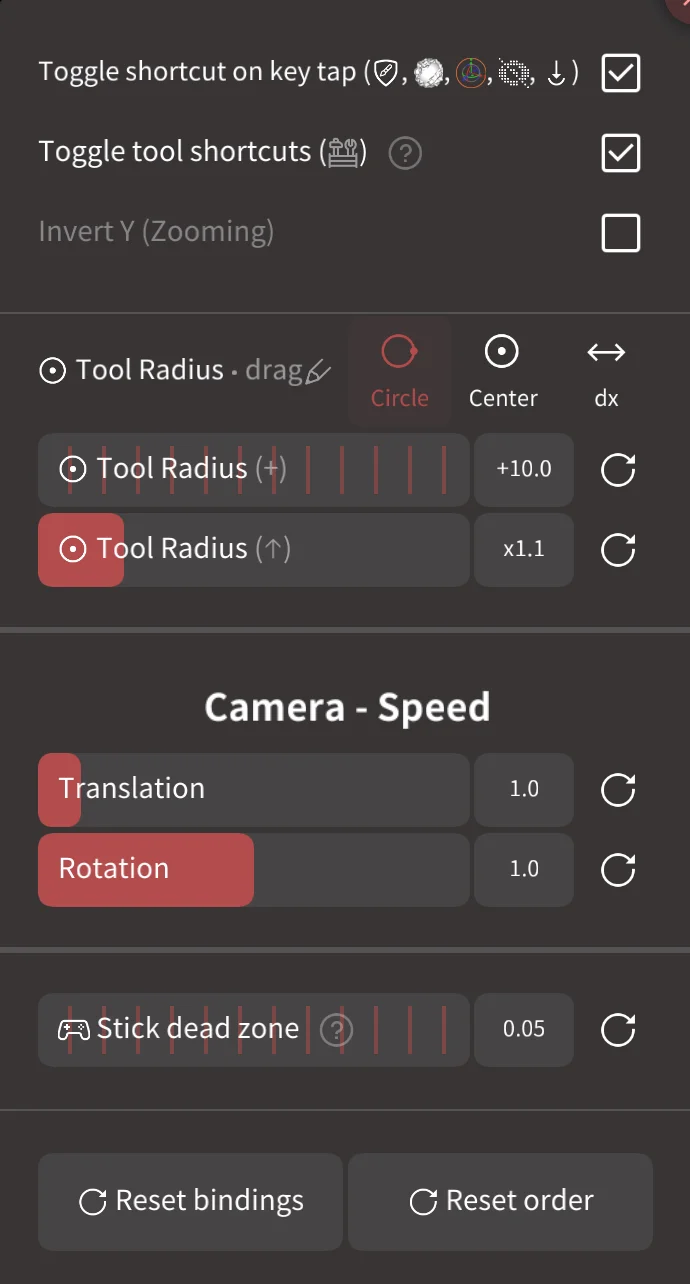 Toggle shortcut on key tap (, , , , )
Toggle tool shortcuts () ?
Invert Y (Zooming)
Tool Radius • drag
Circle Center dx
Tool Radius (+) +10.0
Tool Radius (↑) x1.1
Camera - Speed
Translation 1.0
Rotation 1.0
Stick dead zone ? 0.05
Reset bindings Reset order